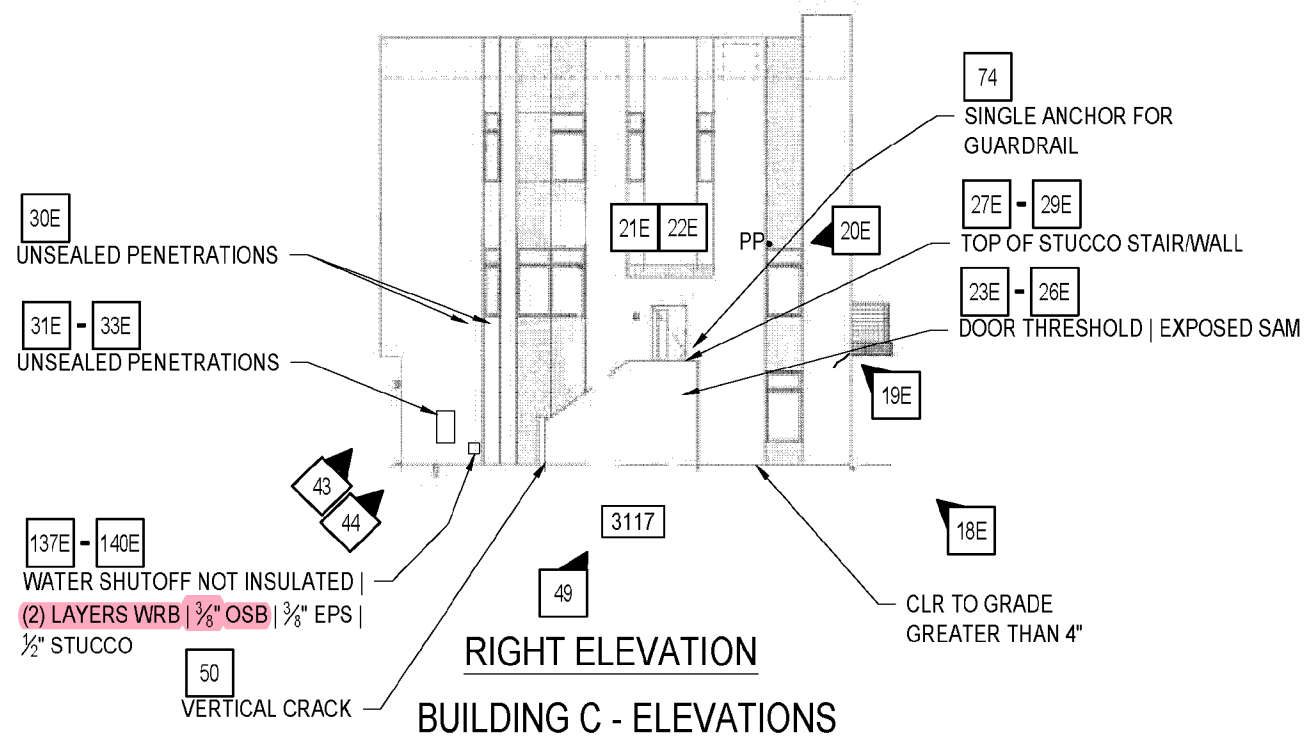 74
SINGLE ANCHOR FOR
GUARDRAIL
30E
UNSEALED PENETRATIONS
27E - 29E
TOP OF STUCCO STAIR/WALL
21E 22E
PP
20E
31E - 33E
UNSEALED PENETRATIONS
23E - 26E
DOOR THRESHOLD | EXPOSED SAM
19E
43
44
18E
137E - 140E
WATER SHUTOFF NOT INSULATED |
(2) LAYERS WRB | 3⁄8" OSB | 3⁄8" EPS |
½" STUCCO
3117
49
CLR TO GRADE
GREATER THAN 4"
50
VERTICAL CRACK
RIGHT ELEVATION
BUILDING C - ELEVATIONS